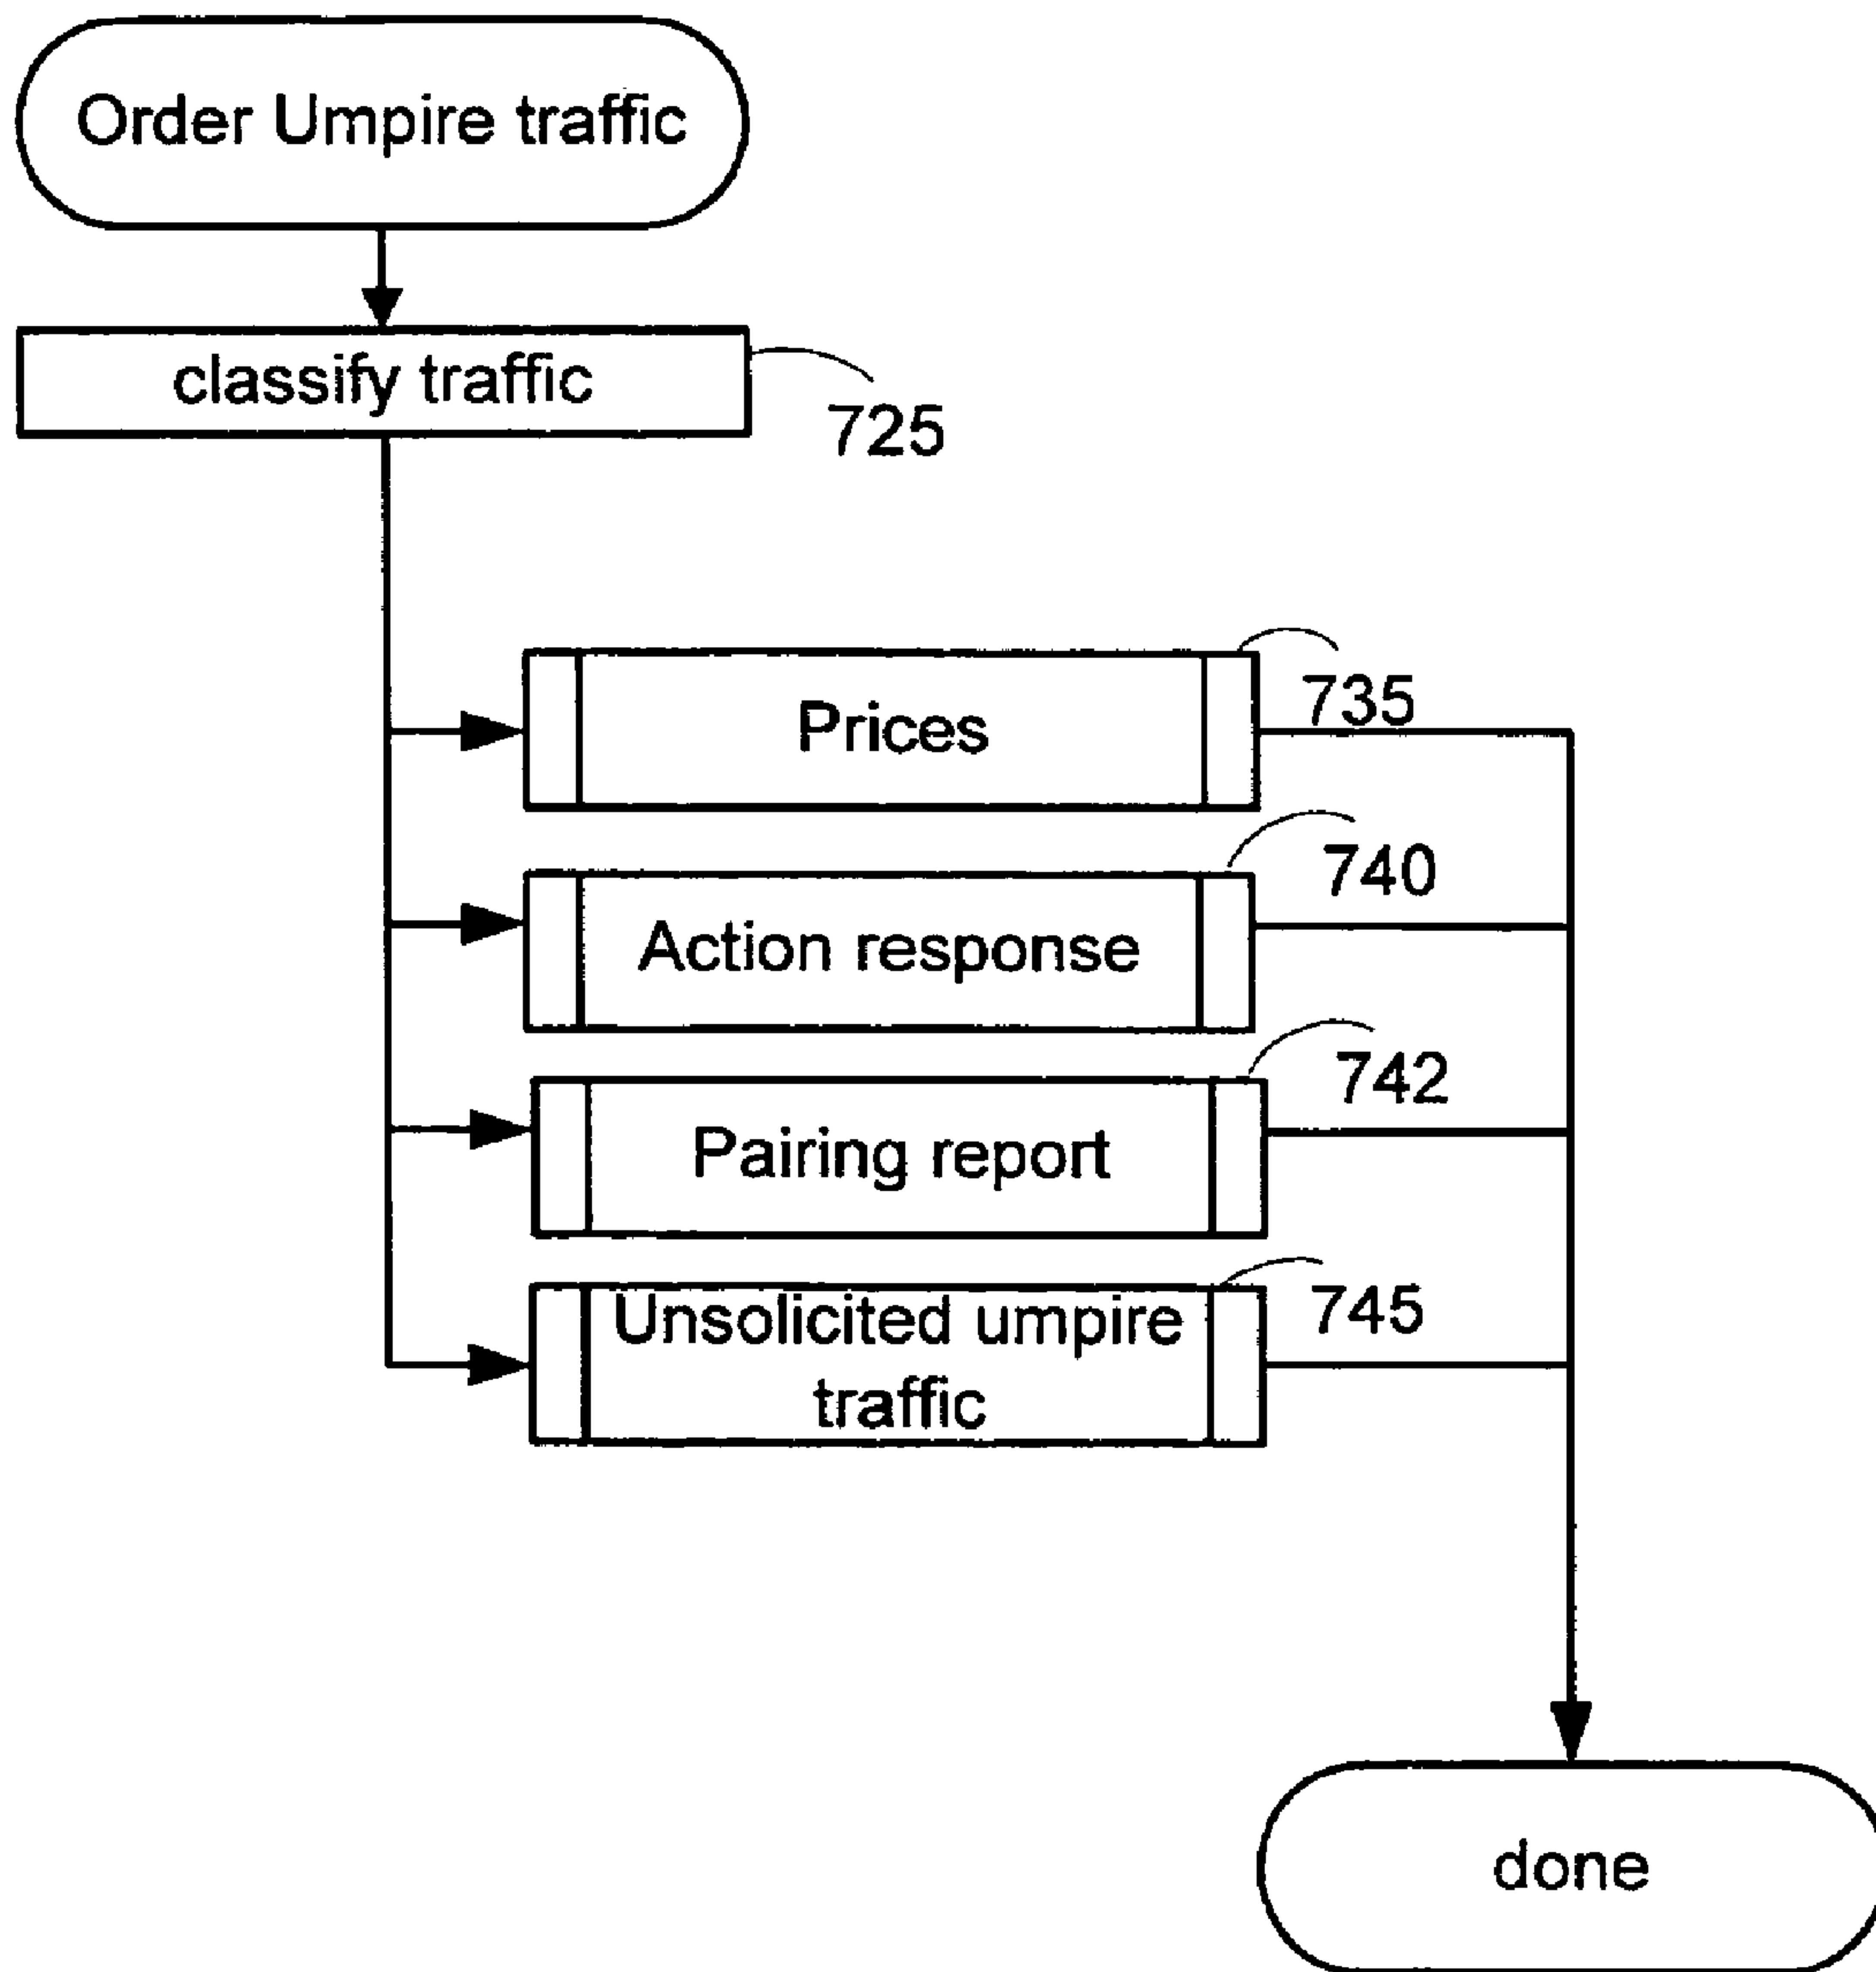 Order Umpire traffic
classify traffic
725
Prices
735
Action response
740
Pairing report
742
Unsolicited umpire
traffic
745
done